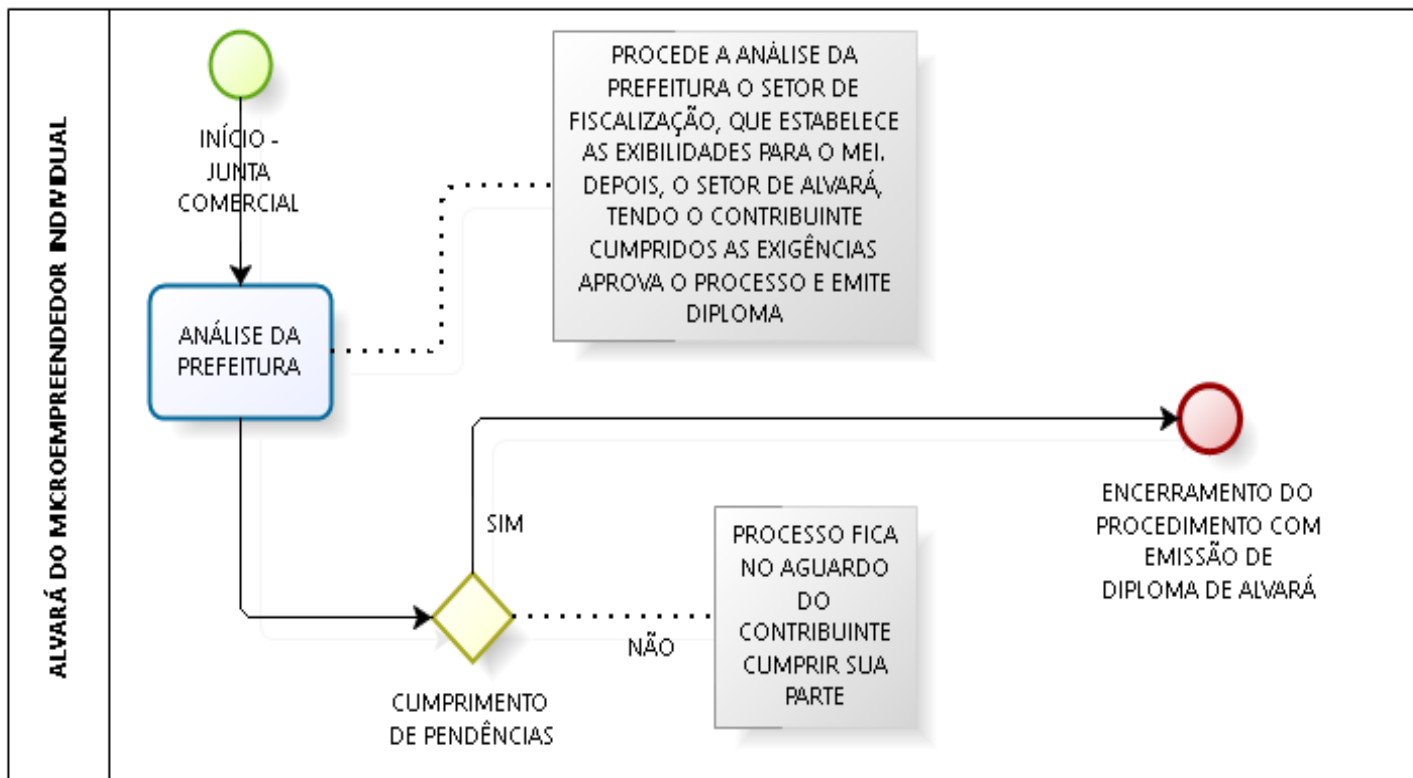 ALVARÁ DO MICROEMPREENDEDOR INDIVIDUAL
INÍCIO -
JUNTA
COMERCIAL
PROCEDE A ANÁLISE DA
PREFEITURA O SETOR DE
FISCALIZAÇÃO, QUE ESTABELECE
AS EXIBILIDADES PARA O MEI.
DEPOIS, O SETOR DE ALVARÁ,
TENDO O CONTRIBUINTE
CUMPRIDOS AS EXIGÊNCIAS
APROVA O PROCESSO E EMITE
DIPLOMA
ANÁLISE DA
PREFEITURA
SIM
NÃO
CUMPRIMENTO
DE PENDÊNCIAS
PROCESSO FICA
NO AGUARDO
DO
CONTRIBUINTE
CUMPRIR SUA
PARTE
ENCERRAMENTO DO
PROCEDIMENTO COM
EMISSÃO DE
DIPLOMA DE ALVARÁ